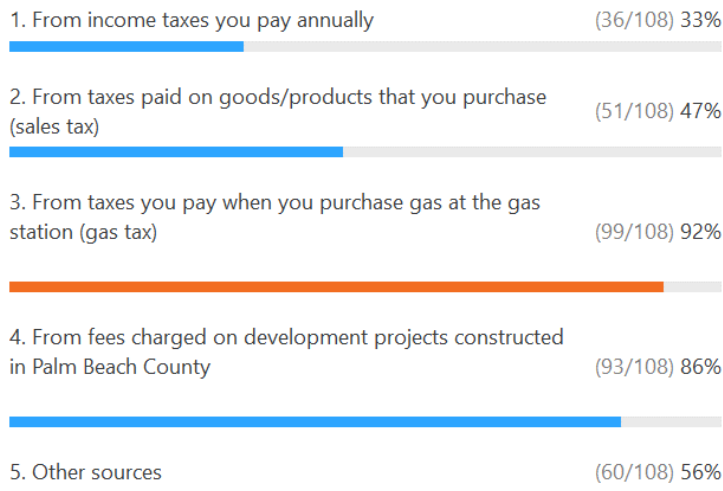 1. From income taxes you pay annually (36/108) 33%
2. From taxes paid on goods/products that you purchase
(sales tax) (51/108) 47%
3. From taxes you pay when you purchase gas at the gas
station (gas tax) (99/108) 92%
4. From fees charged on development projects constructed
in Palm Beach County (93/108) 86%
5. Other sources (60/108) 56%